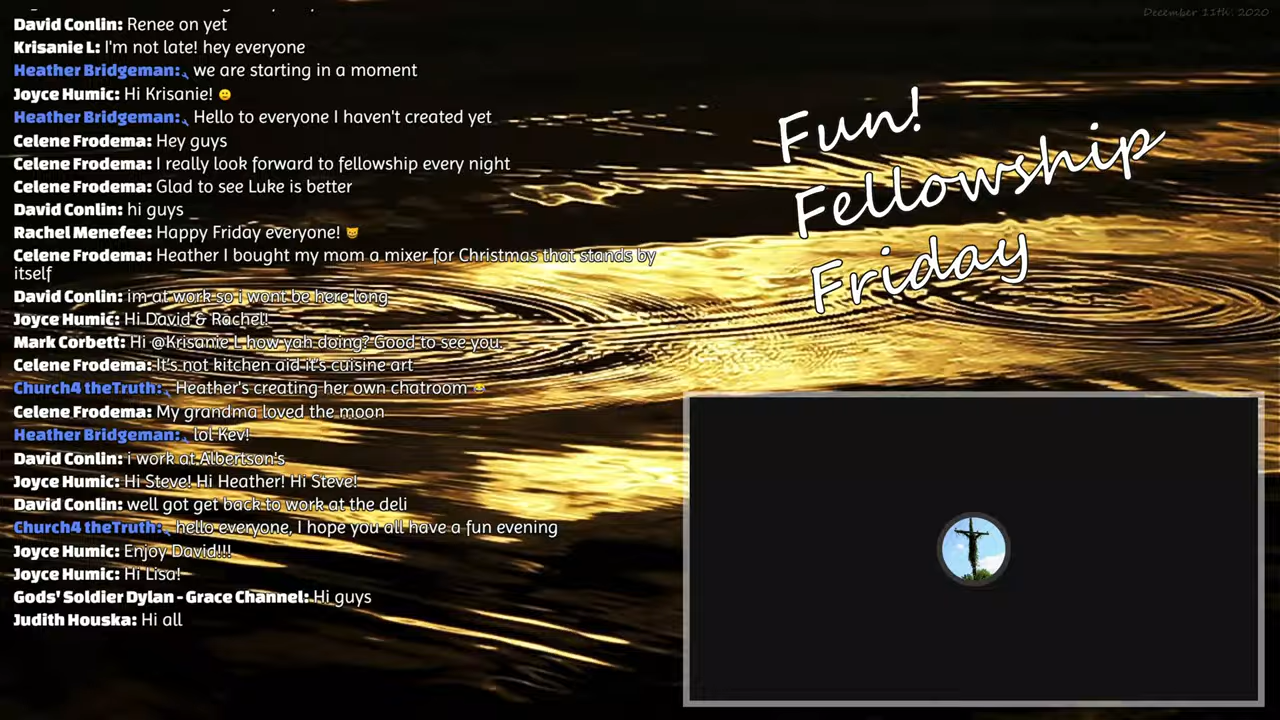 December 11th, 2020
David Conlin: Renee on yet
Krisanie L: I'm not late! hey everyone
Heather Bridgeman: we are starting in a moment
Joyce Humic: Hi Krisanie! 🙂
Heather Bridgeman: Hello to everyone I haven't created yet
Celene Frodema: Hey guys
Celene Frodema: I really look forward to fellowship every night
Celene Frodema: Glad to see Luke is better
David Conlin: hi guys
Rachel Menefee: Happy Friday everyone! 😺
Celene Frodema: Heather I bought my mom a mixer for Christmas that stands by
itself
David Conlin: im at work so i wont be here long
Joyce Humic: Hi David & Rachel!
Mark Corbett: Hi @Krisanie L how yah doing? Good to see you.
Celene Frodema: It's not kitchen aid it's cuisine art
Church4 theTruth: Heather's creating her own chatroom
Celene Frodema: My grandma loved the moon
Heather Bridgeman: lol Kev!
David Conlin: i work at Albertson's
Joyce Humic: Hi Steve! Hi Heather! Hi Steve!
David Conlin: well got get back to work at the deli
Church4 theTruth: hello everyone, I hope you all have a fun evening
Joyce Humic: Enjoy David!!!
Joyce Humic: Hi Lisa!
Gods' Soldier Dylan - Grace Channel: Hi guys
Judith Houska: Hi all
Fun!
Fellowship
Friday